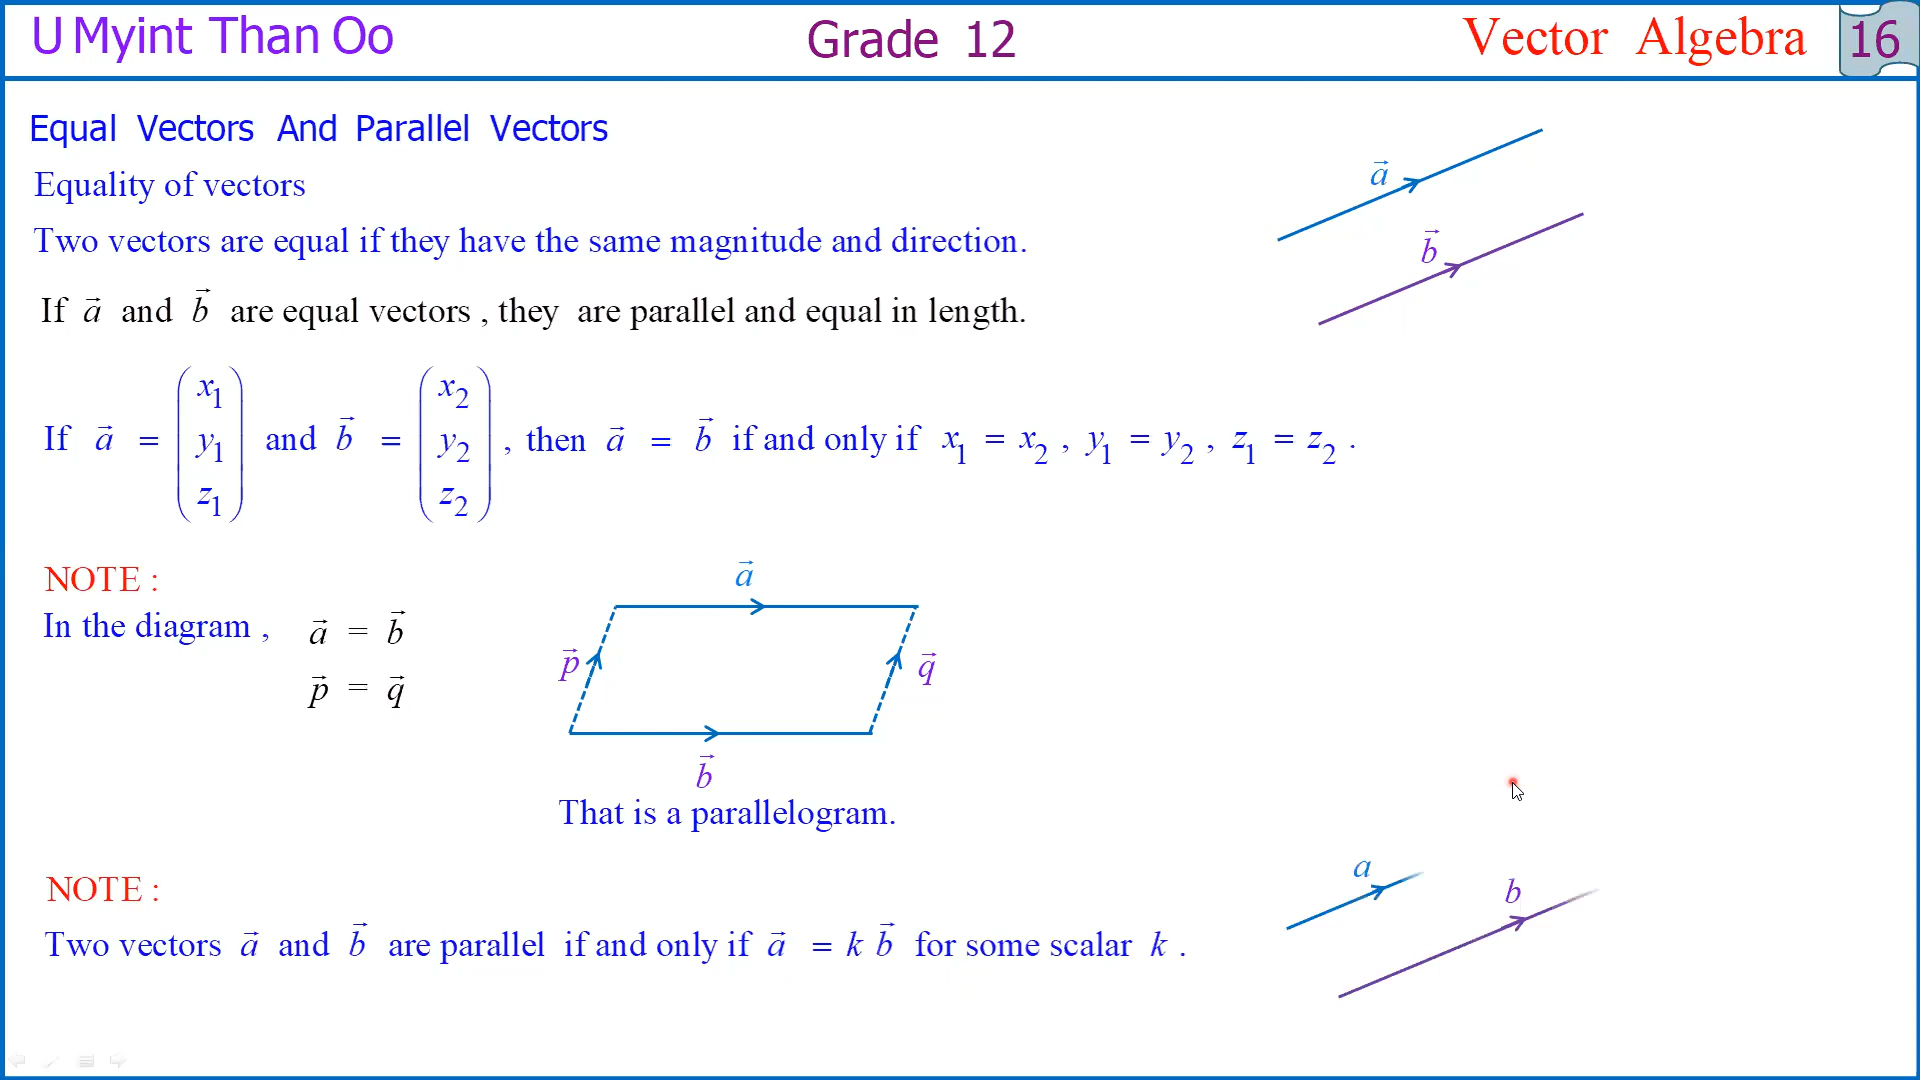 U Myint Than Oo Grade 12 Vector Algebra 16
Equal Vectors And Parallel Vectors
Equality of vectors
Two vectors are equal if they have the same magnitude and direction.
If a⃗ and b⃗ are equal vectors , they are parallel and equal in length.
If a⃗ = (x₁ y₁ z₁) and b⃗ = (x₂ y₂ z₂) , then a⃗ = b⃗ if and only if x₁ = x₂ , y₁ = y₂ , z₁ = z₂ .
a⃗
b⃗
NOTE :
In the diagram , a⃗ = b⃗
p⃗ = q⃗
a⃗
p⃗ q⃗
b⃗
That is a parallelogram.
NOTE :
Two vectors a⃗ and b⃗ are parallel if and only if a⃗ = k b⃗ for some scalar k .
a
b